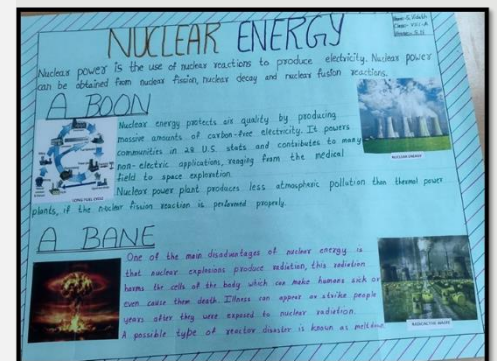 NUCLEAR ENERGY
Nuclear power is the use of nuclear reactions to produce electricity. Nuclear power
can be obtained from nuclear fission, nuclear decay and nuclear fusion reactions.
A BOON
Nuclear energy protects air quality by producing
massive amounts of carbon-free electricity. It powers
communities in 28 U.S. stats and contributes to many
non-electric applications, ranging from the medical
field to space exploration.
Nuclear power plant produces less atmospheric pollution than thermal power
plants, if the nuclear fission reaction is performed properly.
NUCLEAR ENERGY
A BANE
One of the main disadvantages of nuclear energy is
that nuclear explosions produce radiation, this radiation
harms the cells of the body which can make humans sick or
even cause them death. Illness can appear or strike people
years after they were exposed to nuclear radiation.
A possible type of reactor disaster is known as meltdown.
RADIOACTIVE WASTE